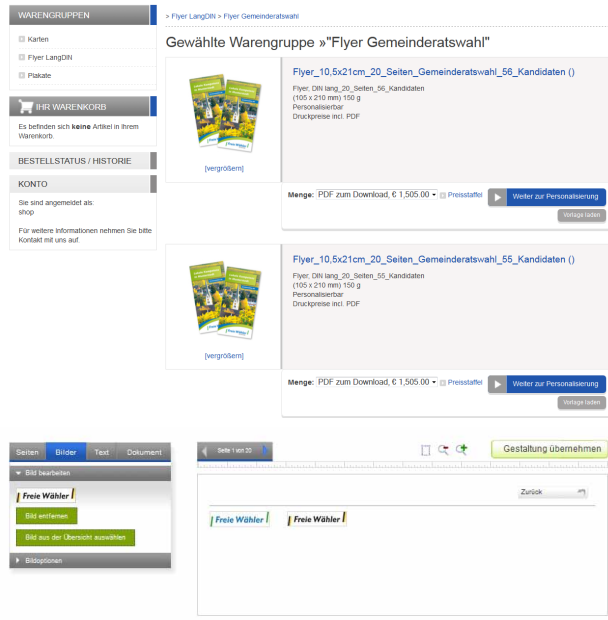 WARENGRUPPEN
Karten
Flyer LangDIN
Plakate
IHR WARENKORB
Es befinden sich keine Artikel in Ihrem
Warenkorb.
BESTELLSTATUS / HISTORIE
KONTO
Sie sind angemeldet als:
shop
Für weitere Informationen nehmen Sie bitte
Kontakt mit uns auf.
> Flyer LangDIN > Flyer Gemeinderatswahl
Gewählte Warengruppe »"Flyer Gemeinderatswahl"
Flyer_10,5x21cm_20_Seiten_Gemeinderatswahl_56_Kandidaten ()
Flyer, DIN lang_20_Seiten_56_Kandidaten
(105 x 210 mm) 150 g
Personalisierbar
Druckpreise incl. PDF
[vergrößern]
Menge: PDF zum Download, € 1,505.00 Preisstaffel Weiter zur Personalisierung
Vorlage laden
Flyer_10,5x21cm_20_Seiten_Gemeinderatswahl_55_Kandidaten ()
Flyer, DIN lang_20_Seiten_55_Kandidaten
(105 x 210 mm) 150 g
Personalisierbar
Druckpreise incl. PDF
[vergrößern]
Menge: PDF zum Download, € 1,505.00 Preisstaffel Weiter zur Personalisierung
Vorlage laden
Seiten Bilder Text Dokument
Bild bearbeiten
Freie Wähler
Bild entfernen
Bild aus der Übersicht auswählen
Bildoptionen
Seite 1 von 20
Gestaltung übernehmen
Zurück
Freie Wähler Freie Wähler